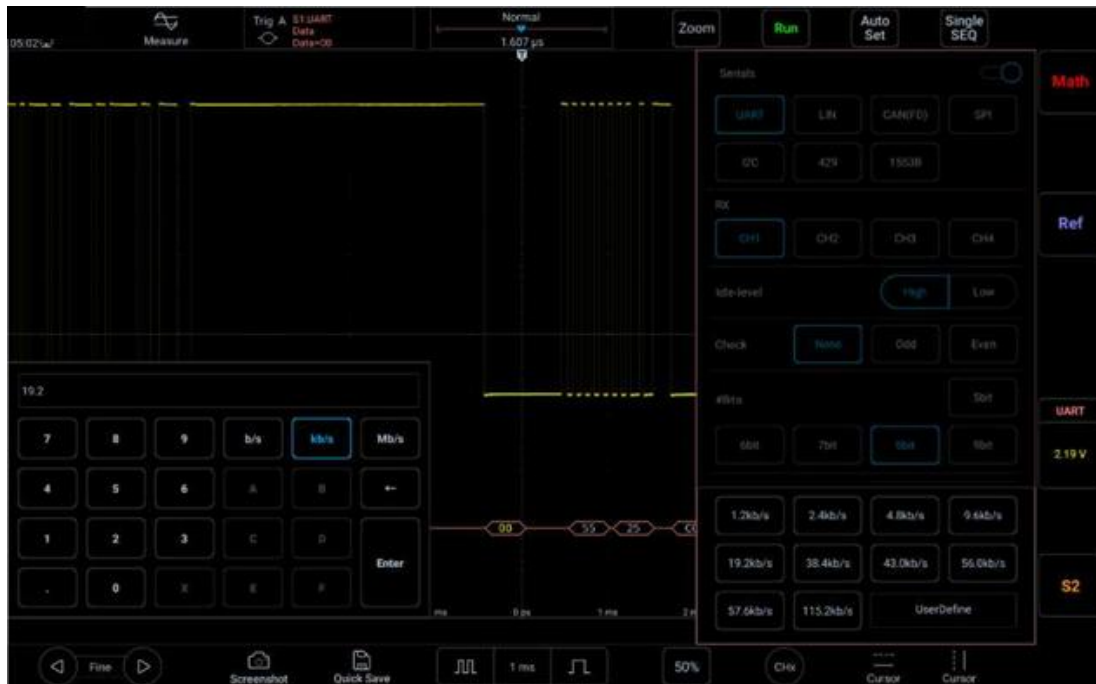 Trig A S1:UART Normal Auto Single
Data Zoom Run Set SEQ
05:02 Measure Data=00 1.607 µs
Serials
Math
UART LIN CAN(FD) SPI
I2C 429 1553B
RX
Ref
CH1 CH2 CH3 CH4
Idle-level High Low
Check None Odd Even
19.2
#Bits 5bit
UART
7 8 9 b/s kb/s Mb/s
6bit 7bit 8bit 9bit
2.19 V
4 5 6 A B ←
1.2kb/s 2.4kb/s 4.8kb/s 9.6kb/s
00 55 25
1 2 3 C D
Enter
19.2kb/s 38.4kb/s 43.0kb/s 56.0kb/s
S2
. 0 X E F
57.6kb/s 115.2kb/s UserDefine
ms 0 ps 1 ms
Fine Screenshot Quick Save 1 ms 50% CHx Cursor Cursor